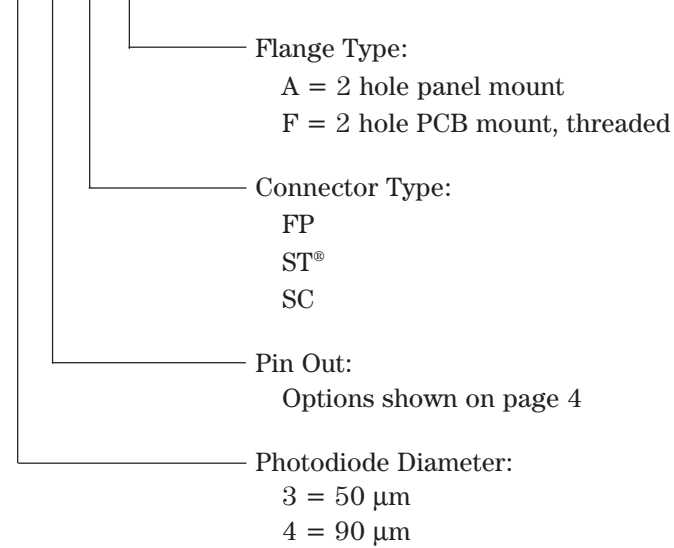 Flange Type:
A = 2 hole panel mount
F = 2 hole PCB mount, threaded
Connector Type:
FP
ST®
SC
Pin Out:
Options shown on page 4
Photodiode Diameter:
3 = 50 μm
4 = 90 μm